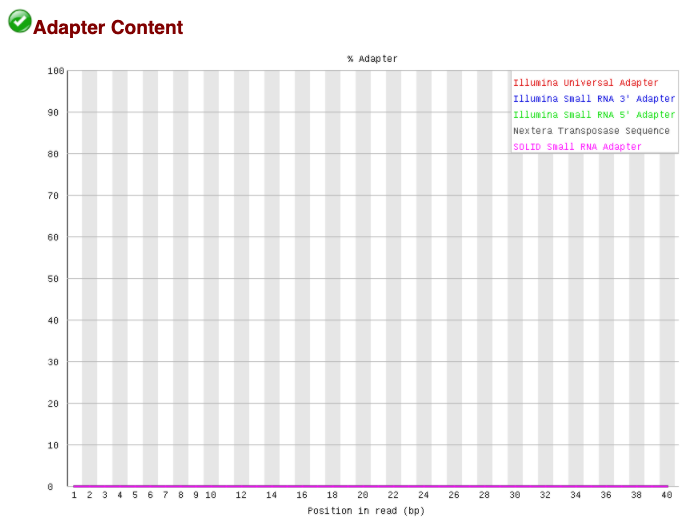 Adapter Content
% Adapter
Illumina Universal Adapter
Illumina Small RNA 3' Adapter
Illumina Small RNA 5' Adapter
Nextera Transposase Sequence
SOLID Small RNA Adapter
100
90
80
70
60
50
40
30
20
10
0
1 2 3 4 5 6 7 8 9 10 12 14 16 18 20 22 24 26 28 30 32 34 36 38 40
Position in read (bp)